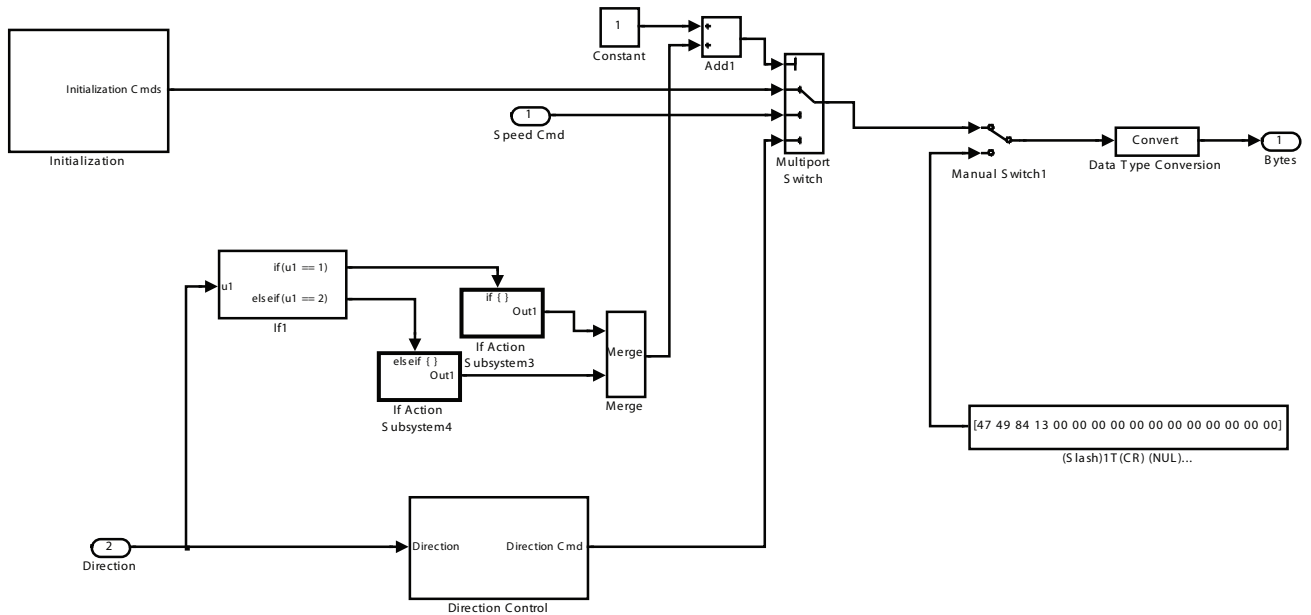 1
Constant
Add1
Initialization Cmds
Initialization
1
Speed Cmd
Multiport
Switch
Manual Switch1
Convert
Data Type Conversion
1
Bytes
u1
if(u1 == 1)
elseif(u1 == 2)
If1
if { }
Out1
If Action
Subsystem3
elseif { }
Out1
If Action
Subsystem4
Merge
Merge
[47 49 84 13 00 00 00 00 00 00 00 00 00 00 00 00]
(Slash)1T(CR) (NUL)...
2
Direction
Direction
Direction Cmd
Direction Control